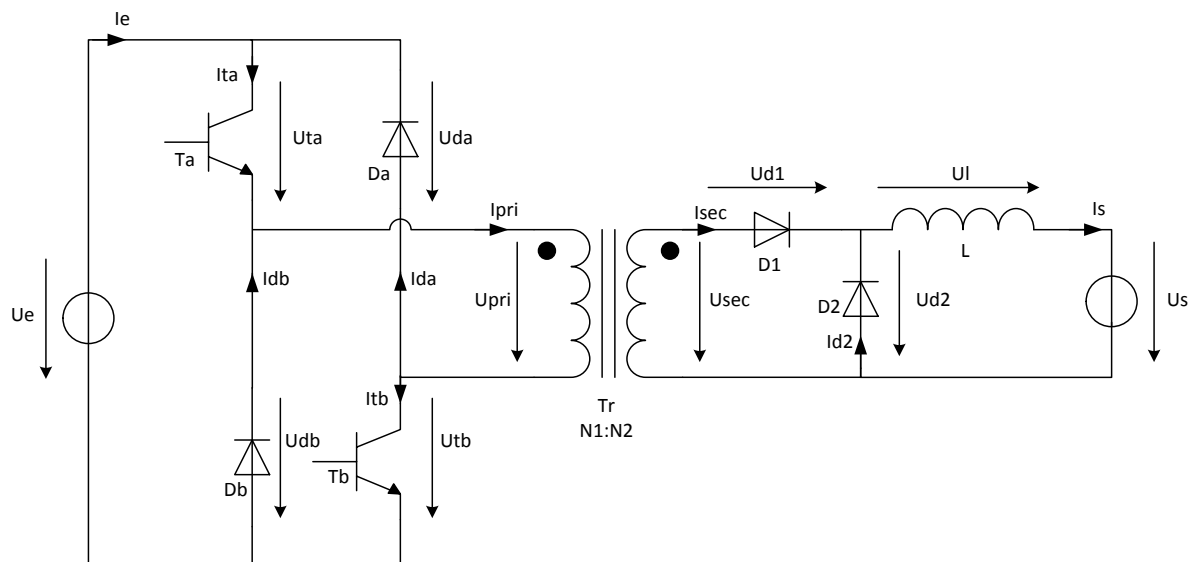 Ie
Ita
Uta
Ta
Da
Uda
Ud1
Ul
Ipri
Isec
D1
L
Is
Idb
Ida
Ue
Upri
Usec
D2
Ud2
Us
Id2
Itb
Tr
N1:N2
Udb
Utb
Db
Tb